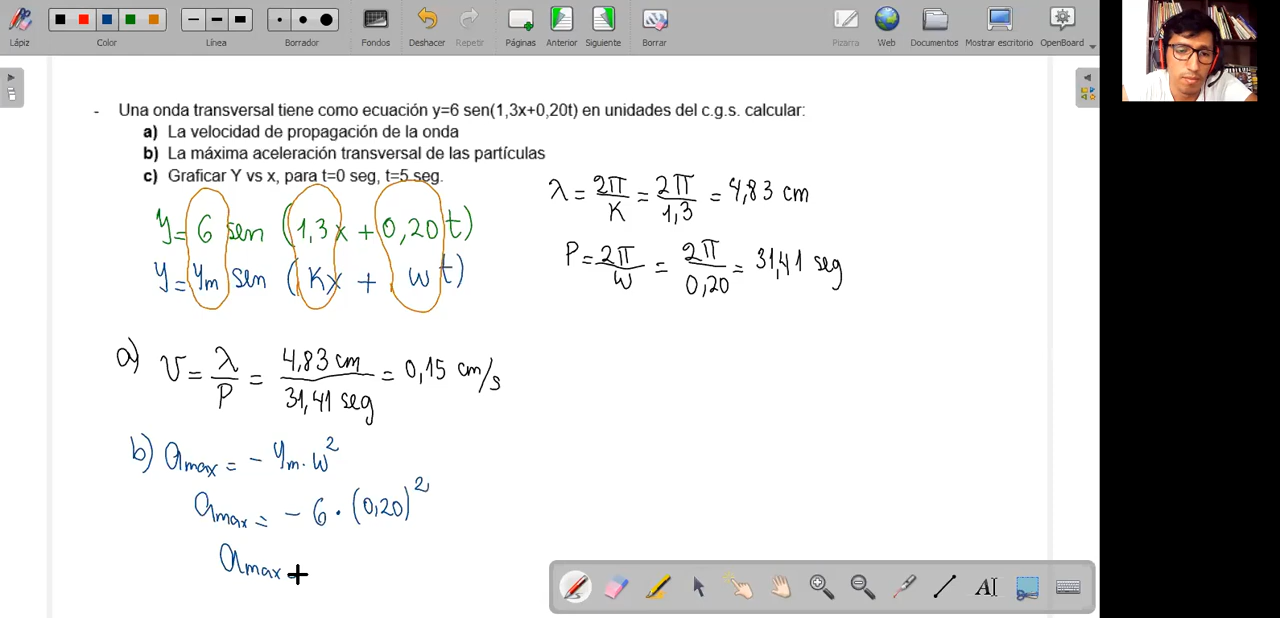 Lápiz Color Línea Borrador Fondos Deshacer Repetir Páginas Anterior Siguiente Borrar Pizarra Web Documentos Mostrar escritorio OpenBoard
- Una onda transversal tiene como ecuación y=6 sen(1,3x+0,20t) en unidades del c.g.s. calcular:
a) La velocidad de propagación de la onda
b) La máxima aceleración transversal de las partículas
c) Graficar Y vs x, para t=0 seg, t=5 seg.
y = 6 sen (1,3x + 0,20 t)
y = ym sen (Kx + w t)
λ = 2π/K = 2π/1,3 = 4,83 cm
P = 2π/w = 2π/0,20 = 31,41 seg
a) V = λ/P = 4,83 cm/31,41 seg = 0,15 cm/s
b) amax = - ym . w²
amax = - 6 . (0,20)²
amax
AI